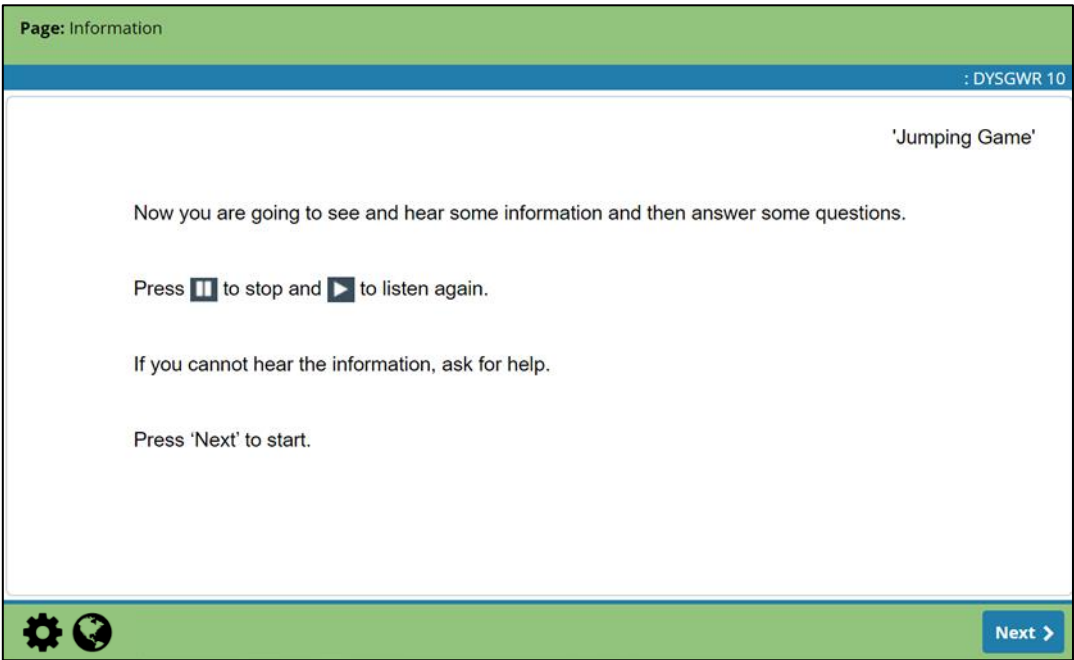 Page: Information
: DYSGWR 10
'Jumping Game'
Now you are going to see and hear some information and then answer some questions.
Press to stop and to listen again.
If you cannot hear the information, ask for help.
Press ‘Next’ to start.
Next